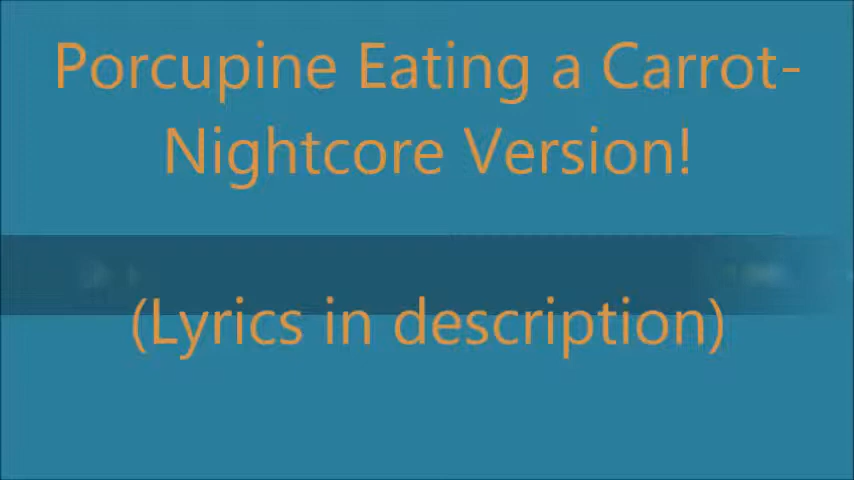 Porcupine Eating a Carrot-
Nightcore Version!
(Lyrics in description)